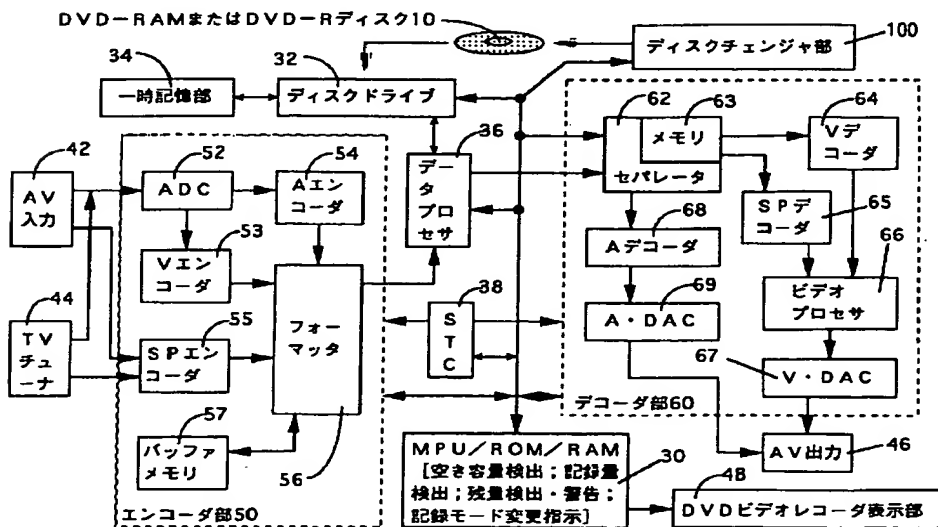 DVD-RAMまたはDVD-Rディスク10
ディスクチェンジャ部
100
34
一時記憶部
32
ディスクドライブ
42
AV
入力
44
TV
チュー
ナ
52
ADC
54
Aエン
コーダ
53
Vエン
コーダ
55
SPエン
コーダ
57
バッファ
メモリ
フォー
マッタ
56
エンコーダ部50
36
デー
タ
プロ
セサ
38
S
T
C
62
63
メモリ
セパレータ
64
Vデ
コーダ
65
SPデ
コーダ
68
Aデコーダ
69
A・DAC
66
ビデオ
プロセサ
67
V・DAC
デコーダ部60
AV出力
46
MPU/ROM/RAM
[空き容量検出;記録量
検出;残量検出・警告;
記録モード変更指示]
30
48
DVDビデオレコーダ表示部